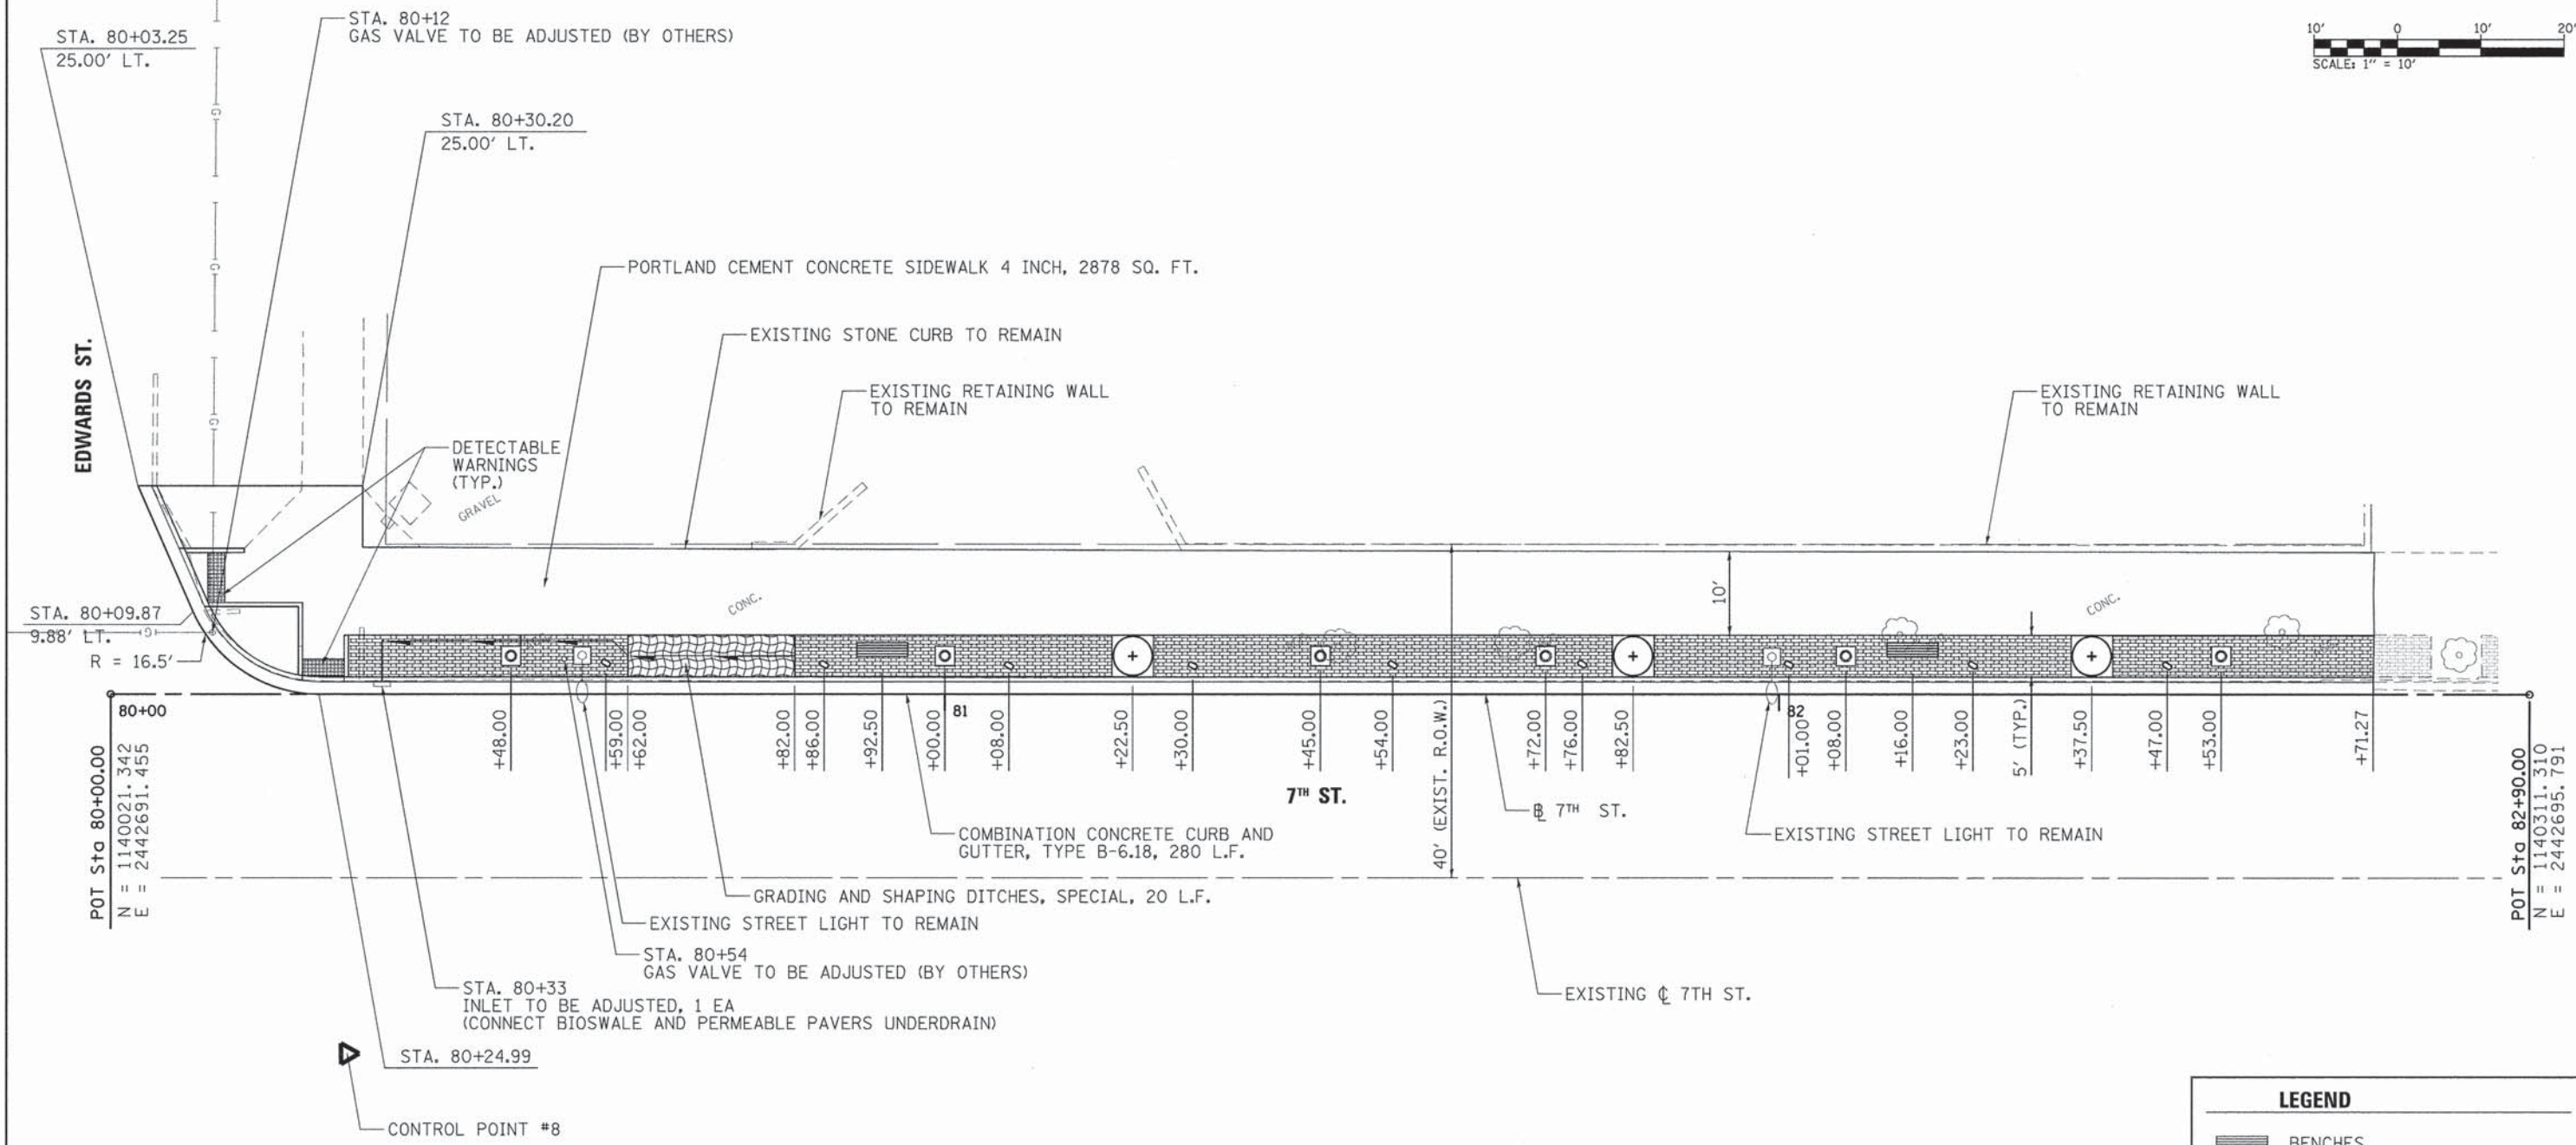 STA. 80+12
GAS VALVE TO BE ADJUSTED (BY OTHERS)
STA. 80+03.25
25.00' LT.
10' 0 10' 20'
SCALE: 1" = 10'
STA. 80+30.20
25.00' LT.
PORTLAND CEMENT CONCRETE SIDEWALK 4 INCH, 2878 SQ. FT.
EXISTING STONE CURB TO REMAIN
EXISTING RETAINING WALL
TO REMAIN
EXISTING RETAINING WALL
TO REMAIN
EDWARDS ST.
G
G
G
DETECTABLE
WARNINGS
(TYP.)
GRAVEL
STA. 80+09.87
9.88' LT.
G
R = 16.5'
CONC.
10'
CONC.
80+00
81
82
+48.00
+59.00
+62.00
+82.00
+86.00
+92.50
+00.00
+08.00
+22.50
+30.00
+45.00
+54.00
+72.00
+76.00
+82.50
+01.00
+08.00
+16.00
+23.00
5' (TYP.)
+37.50
+47.00
+53.00
+71.27
POT Sta 80+00.00
N = 1140021.342
E = 2442691.455
7TH ST.
40' (EXIST. R.O.W.)
℄ 7TH ST.
COMBINATION CONCRETE CURB AND
GUTTER, TYPE B-6.18, 280 L.F.
EXISTING STREET LIGHT TO REMAIN
POT Sta 82+90.00
N = 1140311.310
E = 2442695.791
GRADING AND SHAPING DITCHES, SPECIAL, 20 L.F.
EXISTING STREET LIGHT TO REMAIN
STA. 80+54
GAS VALVE TO BE ADJUSTED (BY OTHERS)
STA. 80+33
INLET TO BE ADJUSTED, 1 EA
(CONNECT BIOSWALE AND PERMEABLE PAVERS UNDERDRAIN)
EXISTING ℄ 7TH ST.
STA. 80+24.99
CONTROL POINT #8
LEGEND
BENCHES